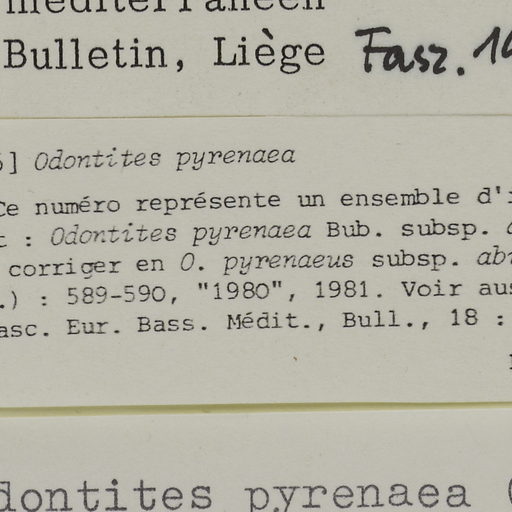 méditerranéen
Bulletin, Liège Fasz.
] Odontites pyrenaea
Ce numéro représente un ensemble d'
: Odontites pyrenaea Bub. subsp.
corriger en O. pyrenaeus subsp.
.) : 589-590, "1980", 1981. Voir
asc. Eur. Bass. Médit., Bull., 18 :
dontites pyrenaea (